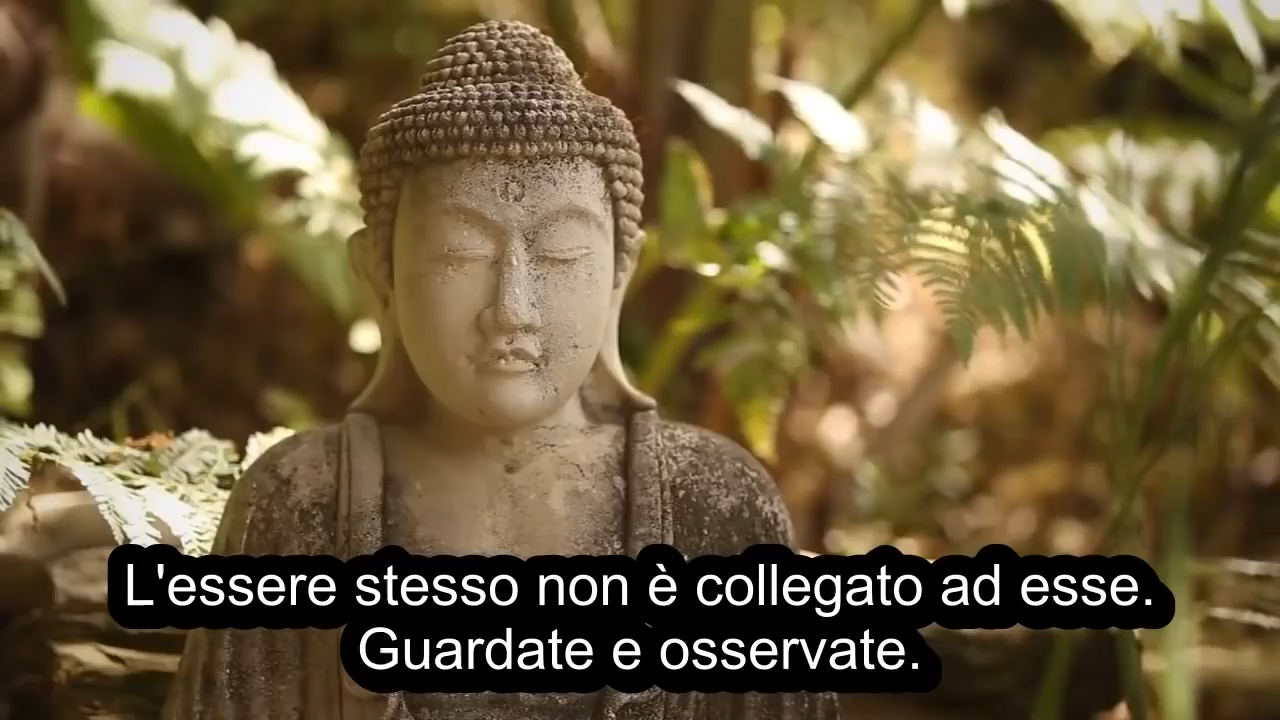 L'essere stesso non è collegato ad esse.
Guardate e osservate.